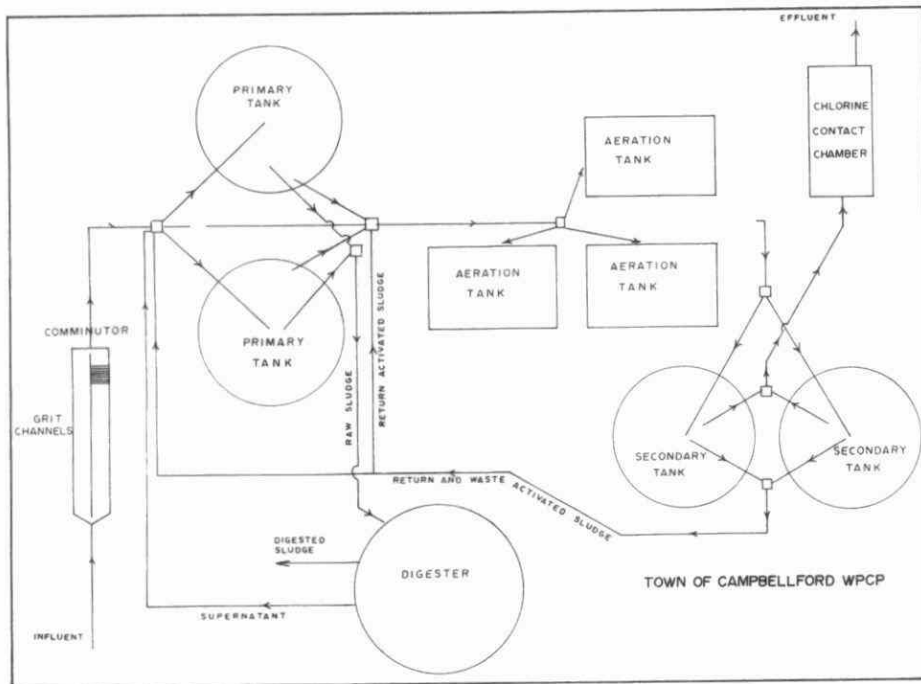 EFFLUENT
PRIMARY
TANK
CHLORINE
CONTACT
CHAMBER
AERATION
TANK
AERATION
TANK
AERATION
TANK
COMMINUTOR
PRIMARY
TANK
GRIT
CHANNELS
RAW SLUDGE
RETURN ACTIVATED SLUDGE
SECONDARY
TANK
SECONDARY
TANK
RETURN AND WASTE ACTIVATED SLUDGE
DIGESTED
SLUDGE
DIGESTER
TOWN OF CAMPBELLFORD WPCP
SUPERNATANT
INFLUENT